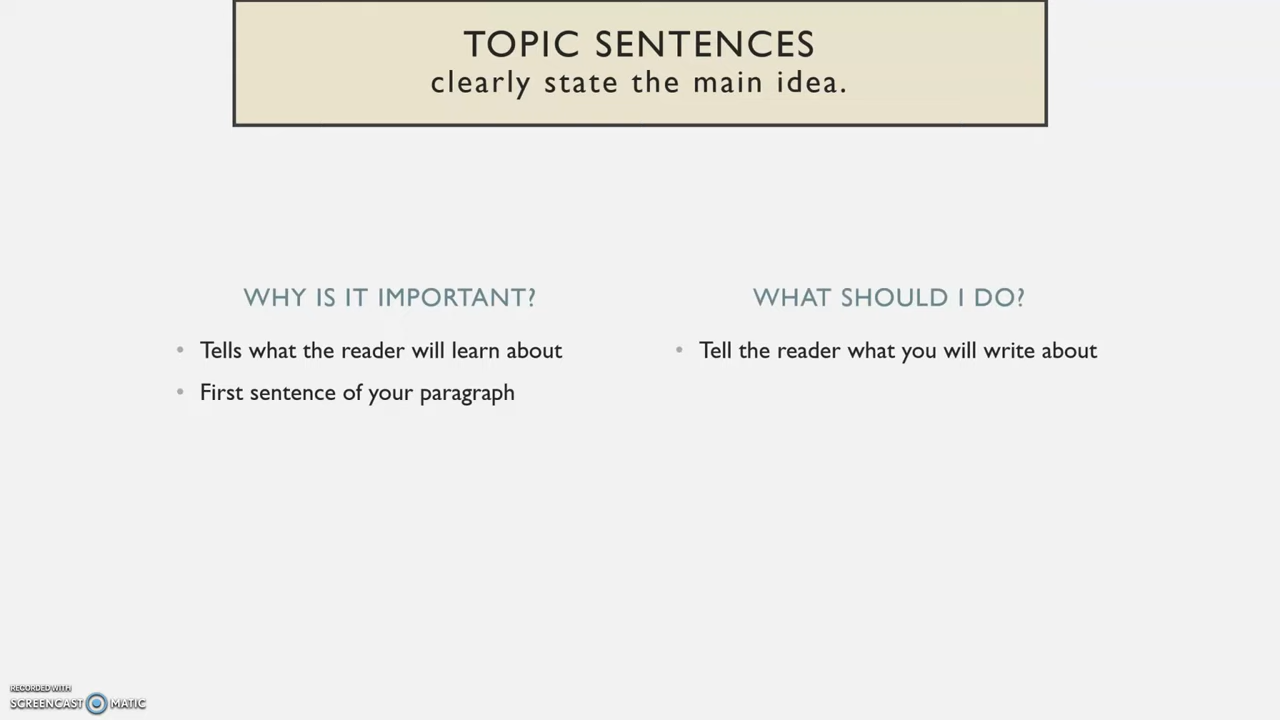 TOPIC SENTENCES
clearly state the main idea.
WHY IS IT IMPORTANT?
• Tells what the reader will learn about
• First sentence of your paragraph
WHAT SHOULD I DO?
• Tell the reader what you will write about
RECORDED WITH
SCREENCAST MATIC